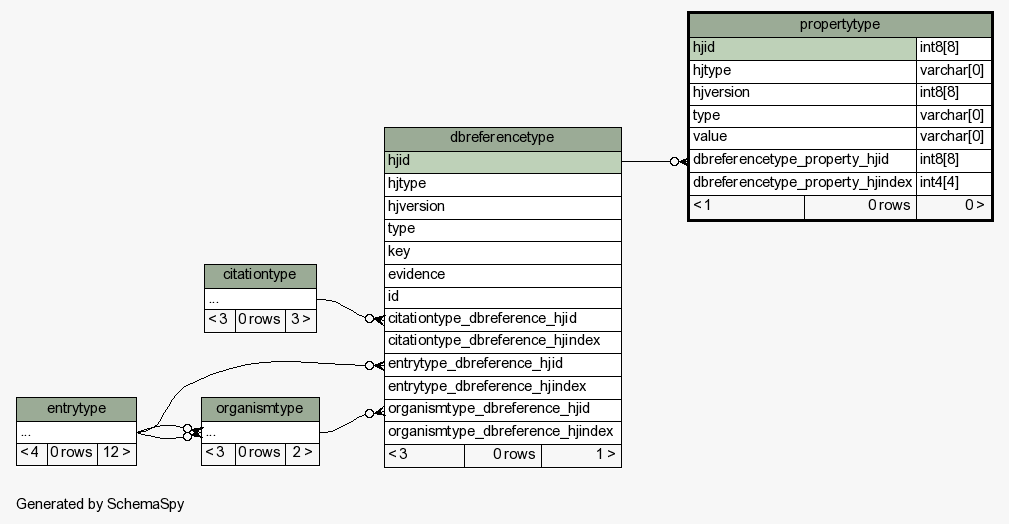 propertytype
hjid int8[8]
hjtype varchar[0]
hjversion int8[8]
type varchar[0]
value varchar[0]
dbreferencetype_property_hjid int8[8]
dbreferencetype_property_hjindex int4[4]
< 1 0 rows 0 >
dbreferencetype
hjid
hjtype
hjversion
type
key
evidence
id
citationtype_dbreference_hjid
citationtype_dbreference_hjindex
entrytype_dbreference_hjid
entrytype_dbreference_hjindex
organismtype_dbreference_hjid
organismtype_dbreference_hjindex
< 3 0 rows 1 >
citationtype
...
< 3 0 rows 3 >
entrytype
...
< 4 0 rows 12 >
organismtype
...
< 3 0 rows 2 >
Generated by SchemaSpy